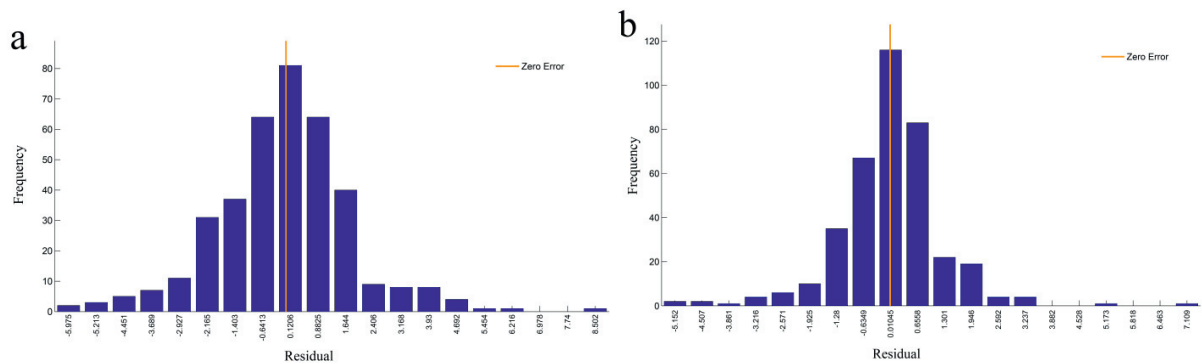 a
Zero Error
80
70
60
50
40
30
20
10
0
Frequency
-5.975 -5.213 -4.451 -3.689 -2.927 -2.165 -1.403 -0.6413 0.1206 0.8825 1.644 2.406 3.168 3.93 4.692 5.454 6.216 6.978 7.74 8.502
Residual
b
Zero Error
120
100
80
60
40
20
0
Frequency
-5.152 -4.507 -3.861 -3.216 -2.571 -1.925 -1.28 -0.6349 0.01045 0.6558 1.301 1.946 2.592 3.237 3.882 4.528 5.173 5.818 6.463 7.109
Residual